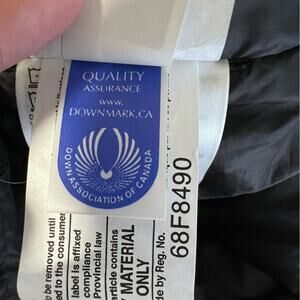 QUALITY
ASSURANCE
WWW.
DOWNMARK.CA
DOWN ASSOCIATION OF CANADA
be removed until
ed to the consumer
label is affixed
compliance
Provincial law
article contains
MATERIAL
ONLY
de by Reg. No.
68F8490